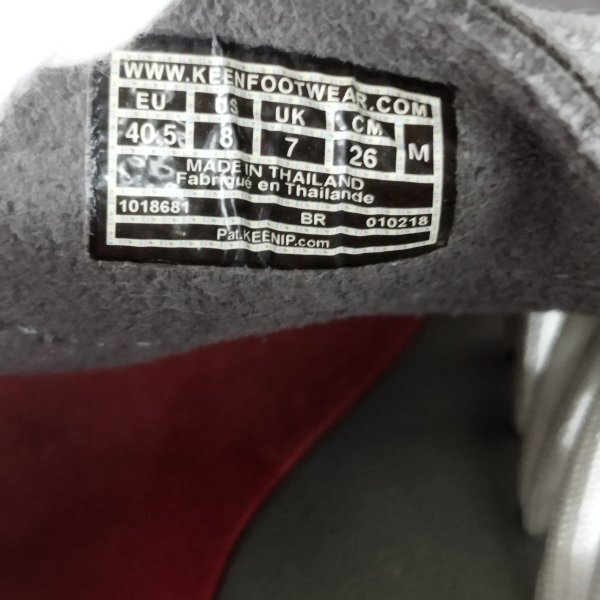 WWW.KEENFOOTWEAR.COM
EU US UK CM
40.5 8 7 26 M
MADE IN THAILAND
Fabriqué en Thaïlande
1018681 BR 010218
Pat.KEENIP.com